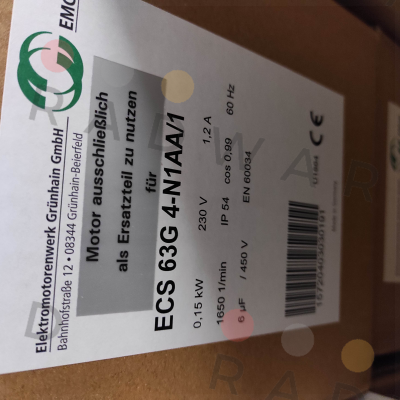 EMG
Elektromotorenwerk Grünhain GmbH
Bahnhofstraße 12 • 08344 Grünhain-Beierfeld
Motor ausschließlich
als Ersatzteil zu nutzen
für
ECS 63G 4-N1AA/1
0,15 kW 230 V 1,2 A
1650 1/min IP 54 cos 0,99 60 Hz
6 µF / 450 V EN 60034
CE